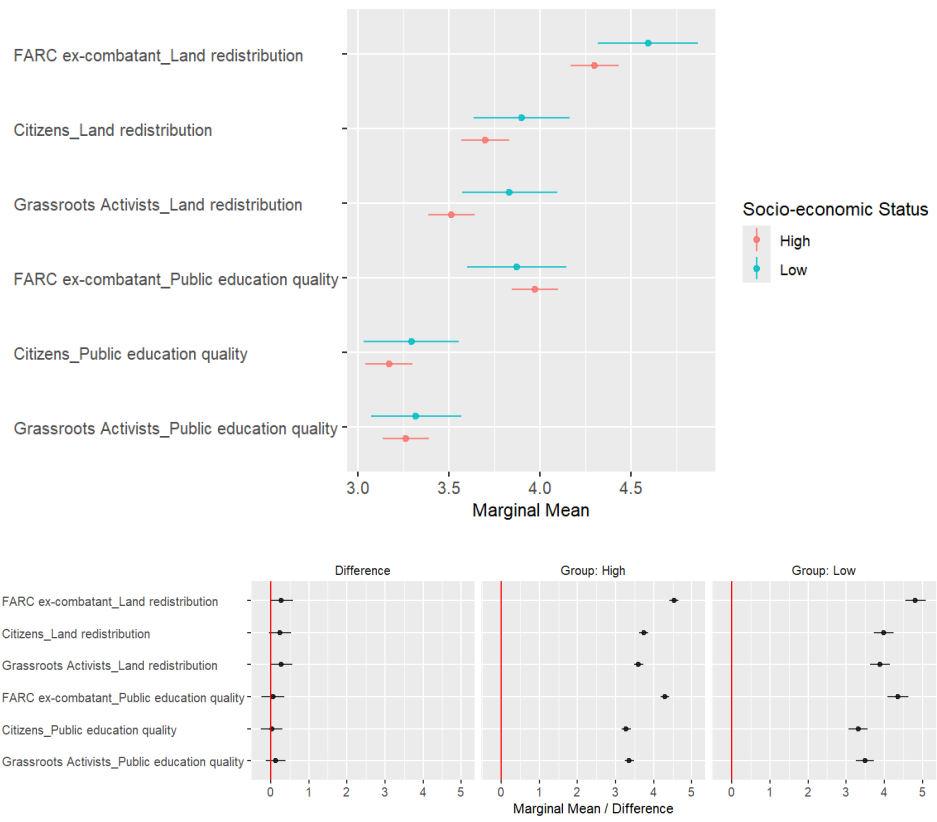 FARC ex-combatant_Land redistribution
Citizens_Land redistribution
Grassroots Activists_Land redistribution
FARC ex-combatant_Public education quality
Citizens_Public education quality
Grassroots Activists_Public education quality
3.0 3.5 4.0 4.5
Marginal Mean
Socio-economic Status
High
Low
Difference Group: High Group: Low
FARC ex-combatant_Land redistribution
Citizens_Land redistribution
Grassroots Activists_Land redistribution
FARC ex-combatant_Public education quality
Citizens_Public education quality
Grassroots Activists_Public education quality
0 1 2 3 4 5 0 1 2 3 4 5 0 1 2 3 4 5
Marginal Mean / Difference